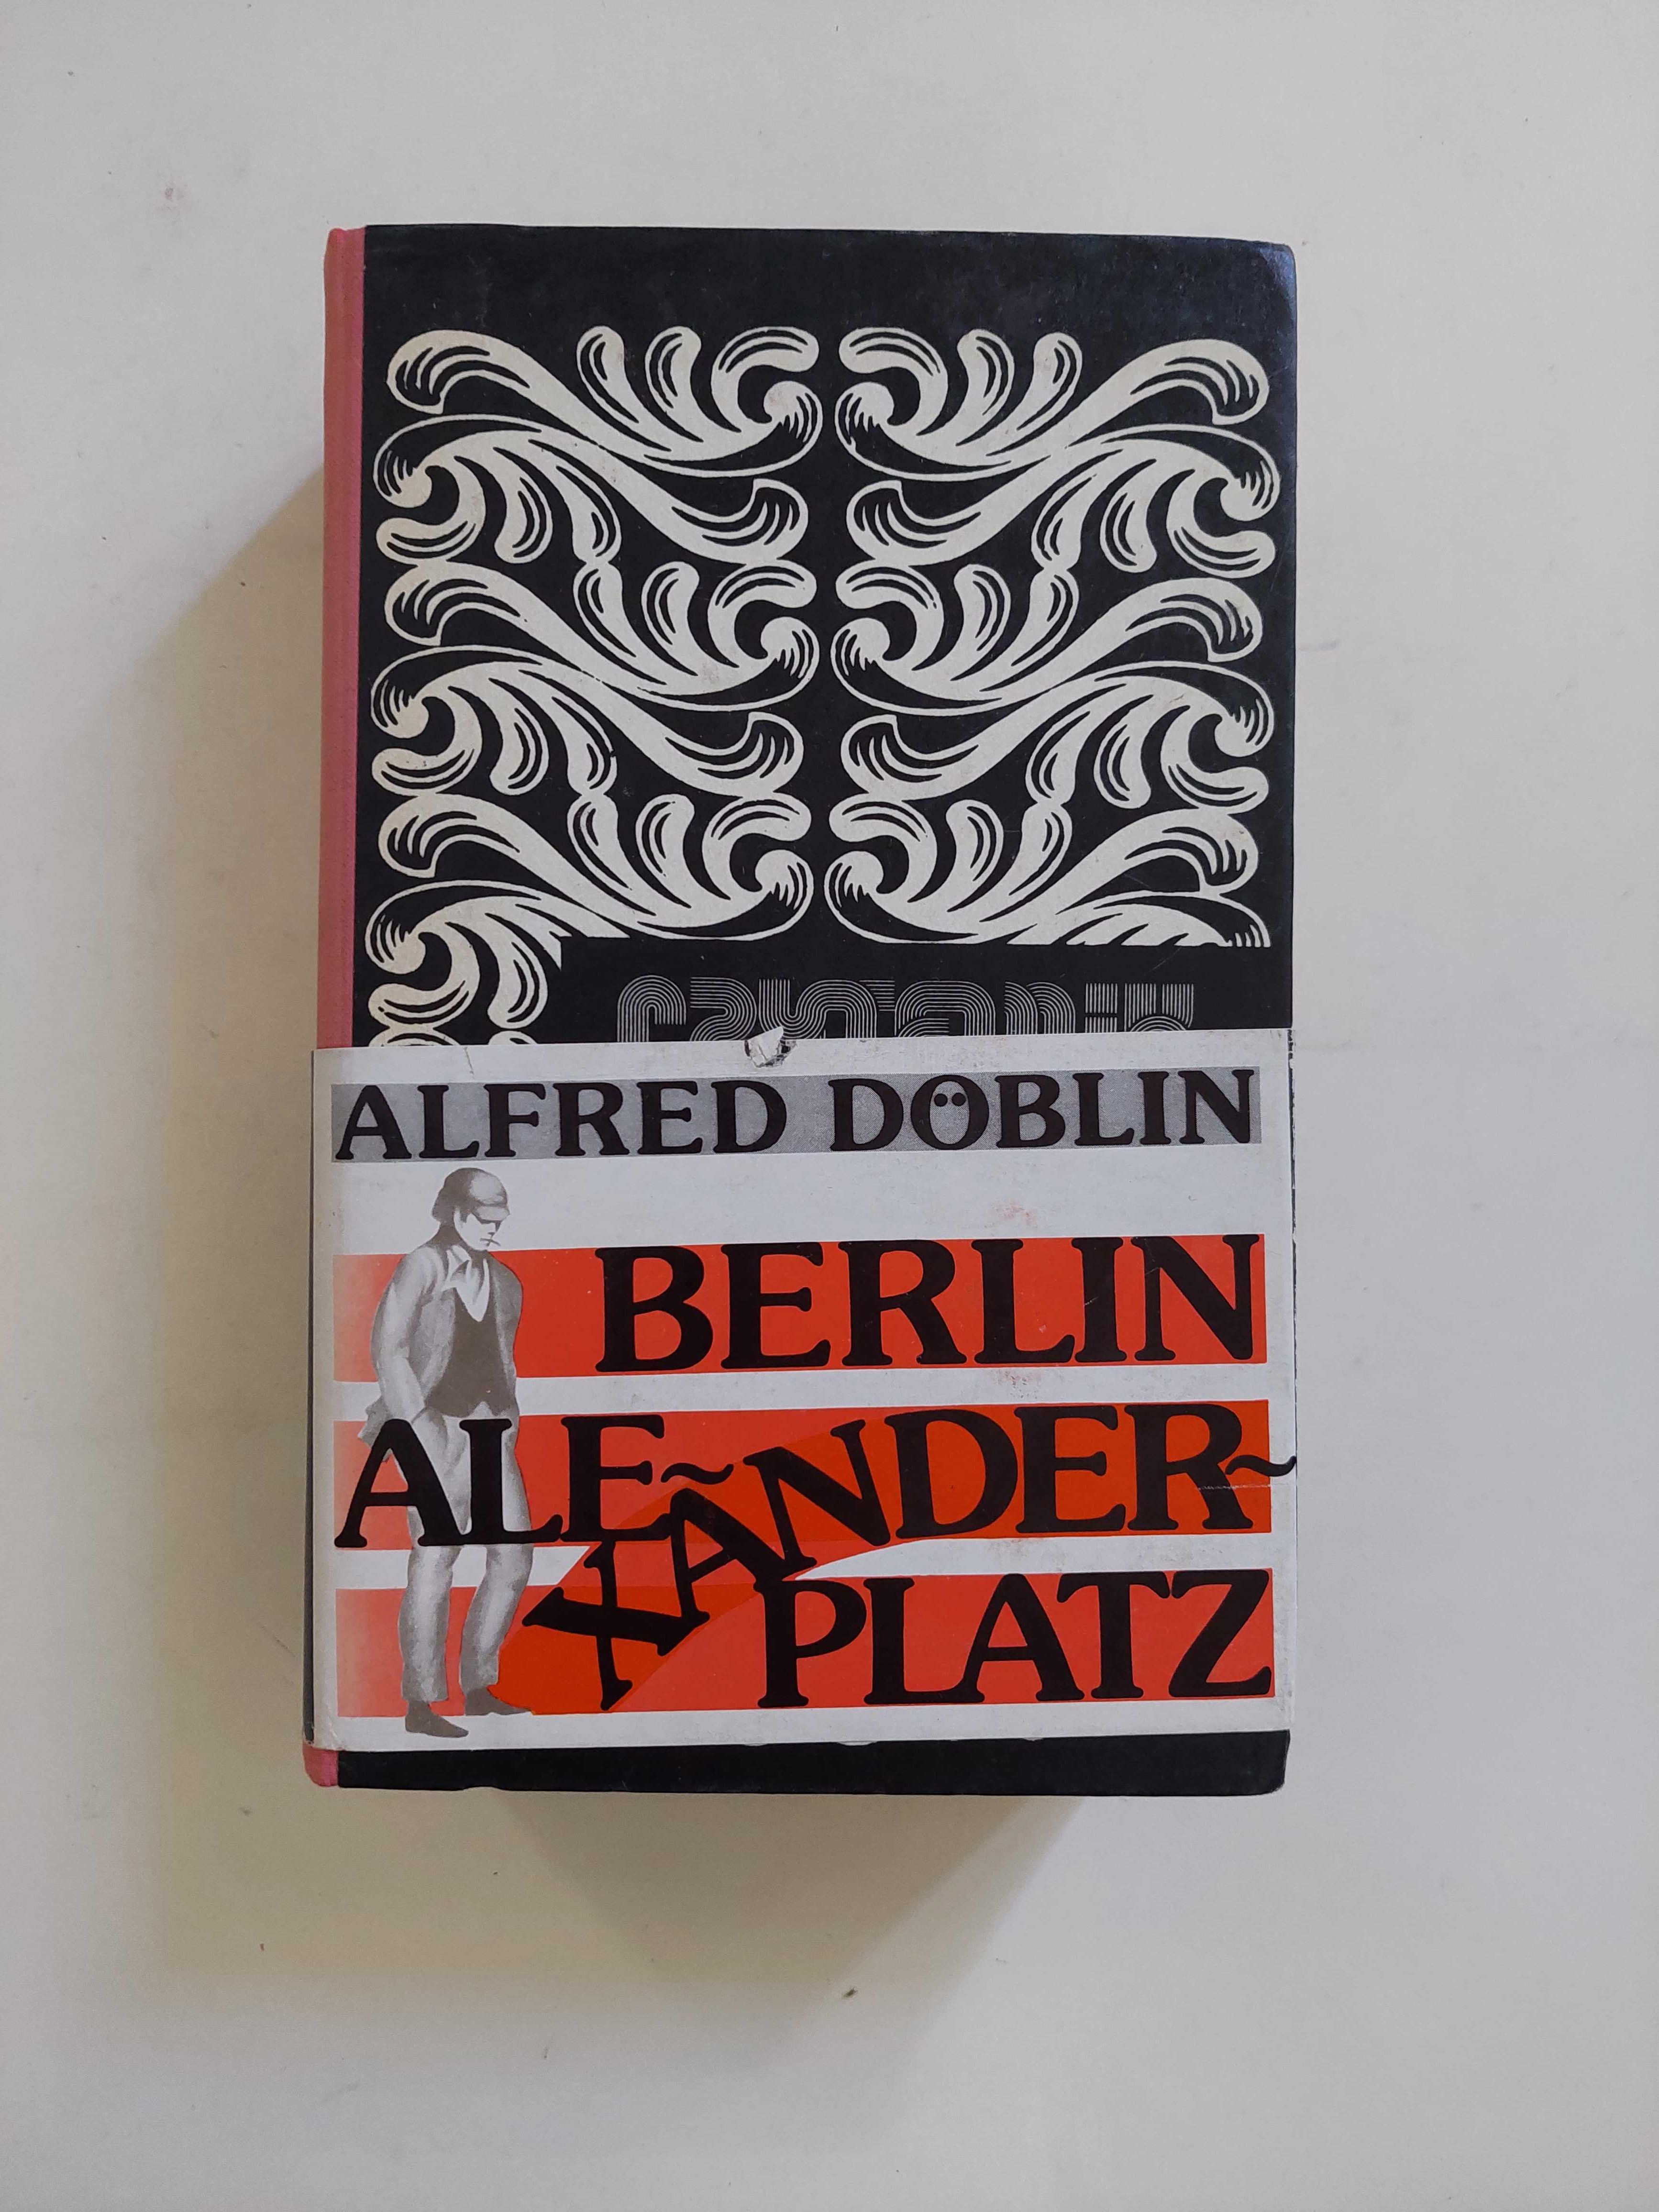 ALFRED DÖBLIN
BERLIN
ALE~XANDER~
PLATZ